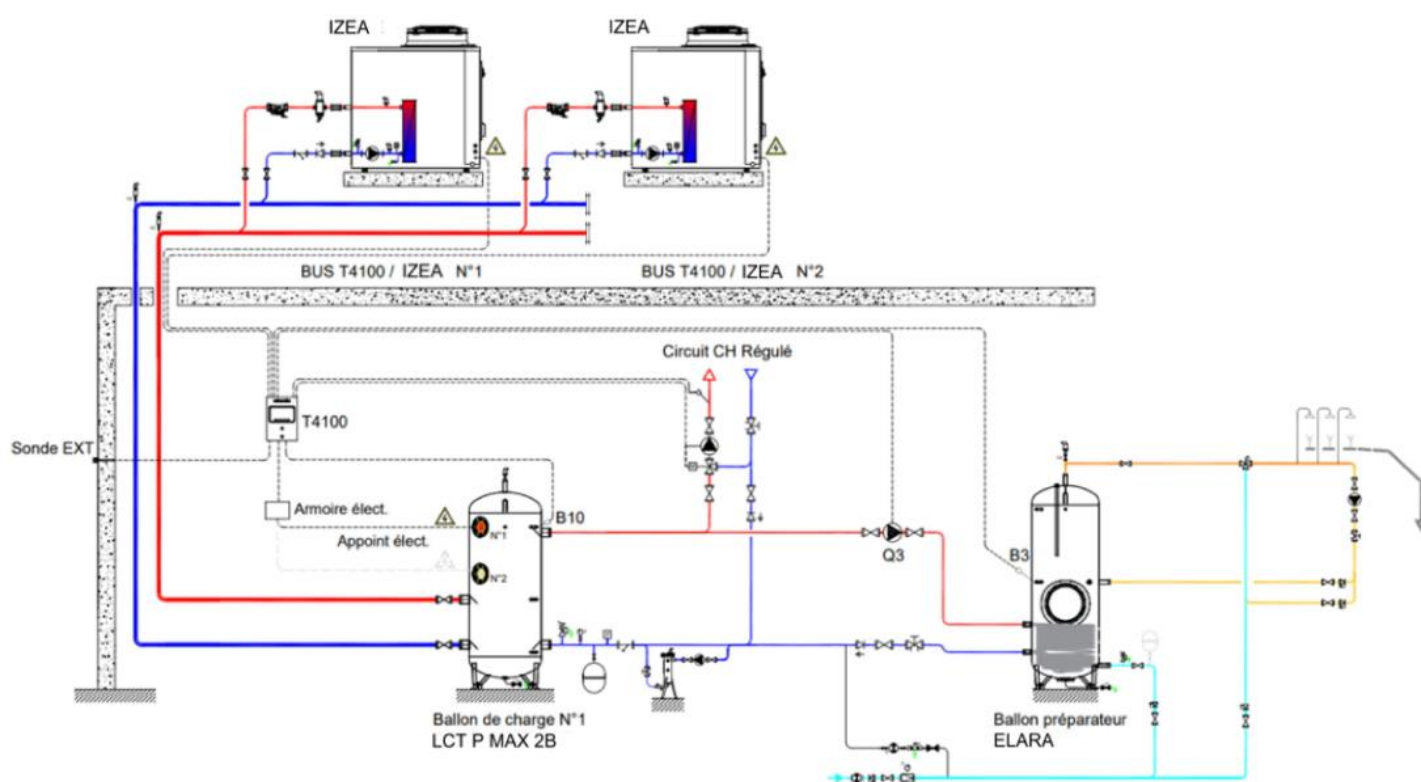 IZEA
IZEA
BUS T4100 / IZEA N°1
BUS T4100 / IZEA N°2
Circuit CH Régulé
T4100
Sonde EXT
Armoire élect.
B10
N°1
Appoint élect.
Q3
B3
N°2
Ballon de charge N°1
LCT P MAX 2B
Ballon préparateur
ELARA